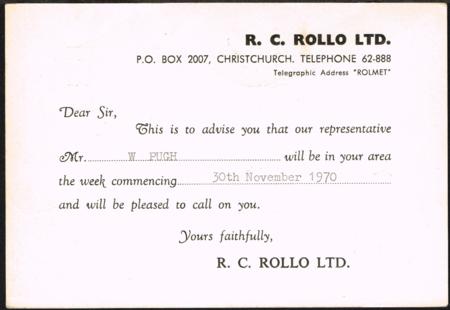 R. C. ROLLO LTD.
P.O. BOX 2007, CHRISTCHURCH. TELEPHONE 62-888
Telegraphic Address "ROLMET"
Dear Sir,
This is to advise you that our representative
Mr. W PUGH will be in your area
the week commencing 30th November 1970
and will be pleased to call on you.
Yours faithfully,
R. C. ROLLO LTD.